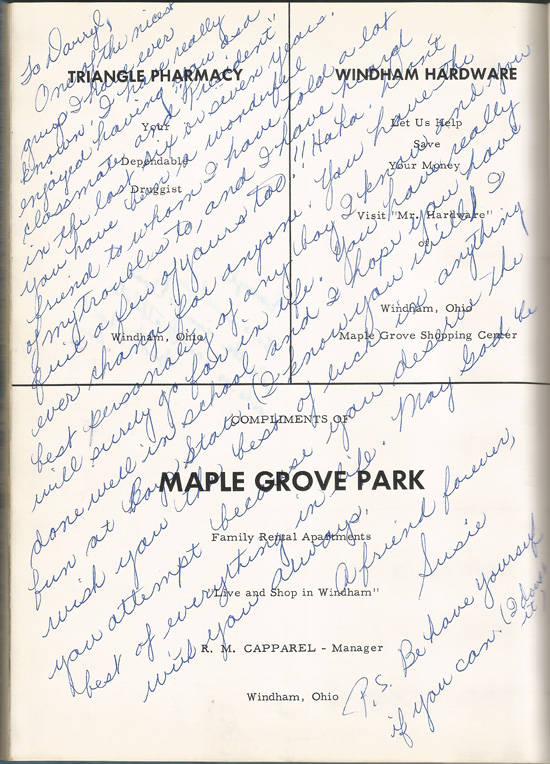 To Darryl,
One of the nicest
guys I have ever
known. I have really
enjoyed having you as a
classmate and "President"
in the last six or seven years.
you have been a wonderful
friend to whom I have told a lot
of my troubles to, and I have heard
quit a few of yours too!! Haha. Don't
ever change for anyone. You have the
best personality of any boy I know and you
will surely go far in life. You have really
done well in school and I hope you have
fun at Boys State. (I know you will) I
wish you the best of luck in anything
you attempt because you deserve the
best of everything in life. May God be
with you always.
A friend forever,
Susie
P.S. Behave yourself
if you can. (I doubt
it)
TRIANGLE PHARMACY
Your
Dependable
Druggist
Windham, Ohio
WINDHAM HARDWARE
Let Us Help
Save
Your Money
Visit "Mr. Hardware"
of
Windham, Ohio
Maple Grove Shopping Center
COMPLIMENTS OF
MAPLE GROVE PARK
Family Rental Apartments
"Live and Shop in Windham"
R. M. CAPPAREL - Manager
Windham, Ohio